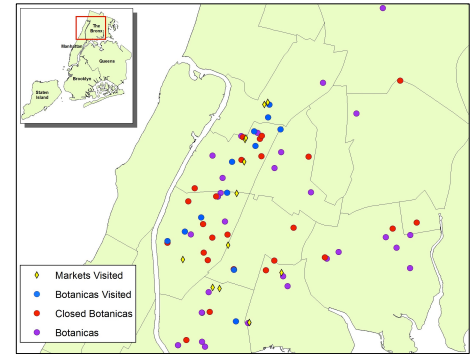 The
Bronx
Manhattan
Queens
Brooklyn
Staten
Island
Markets Visited
Botanicas Visited
Closed Botanicas
Botanicas